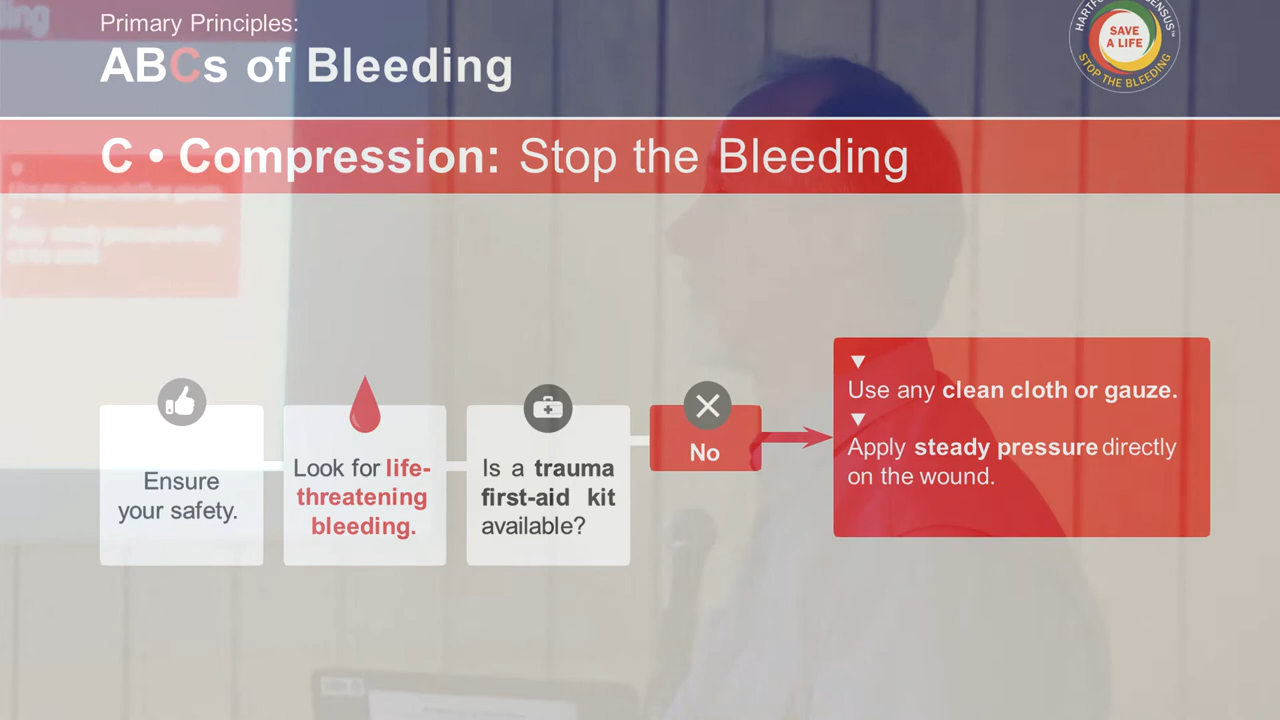 Primary Principles:
ABCs of Bleeding
SAVE
A LIFE
STOP THE BLEEDING
C • Compression: Stop the Bleeding
Ensure
your safety.
Look for life-
threatening
bleeding.
Is a trauma
first-aid kit
available?
No
▼
Use any clean cloth or gauze.
▼
Apply steady pressure directly
on the wound.